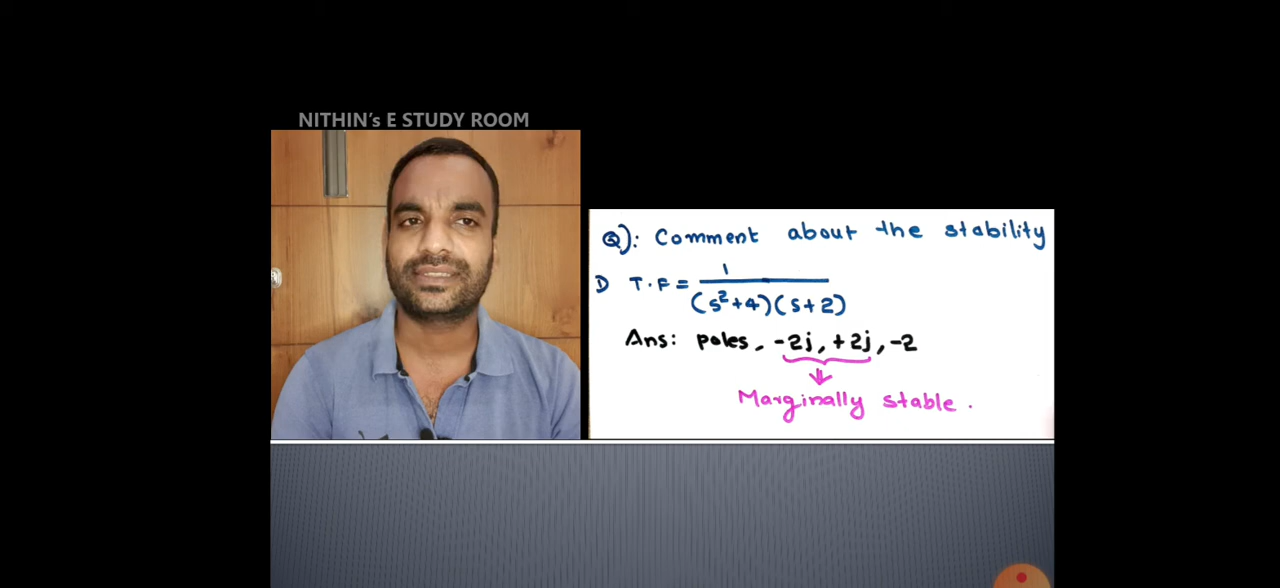 NITHIN's E STUDY ROOM
Q): Comment about the stability
1) T.F = 1/(s²+4)(s+2)
Ans: poles, -2j, +2j, -2
⇓
Marginally stable.